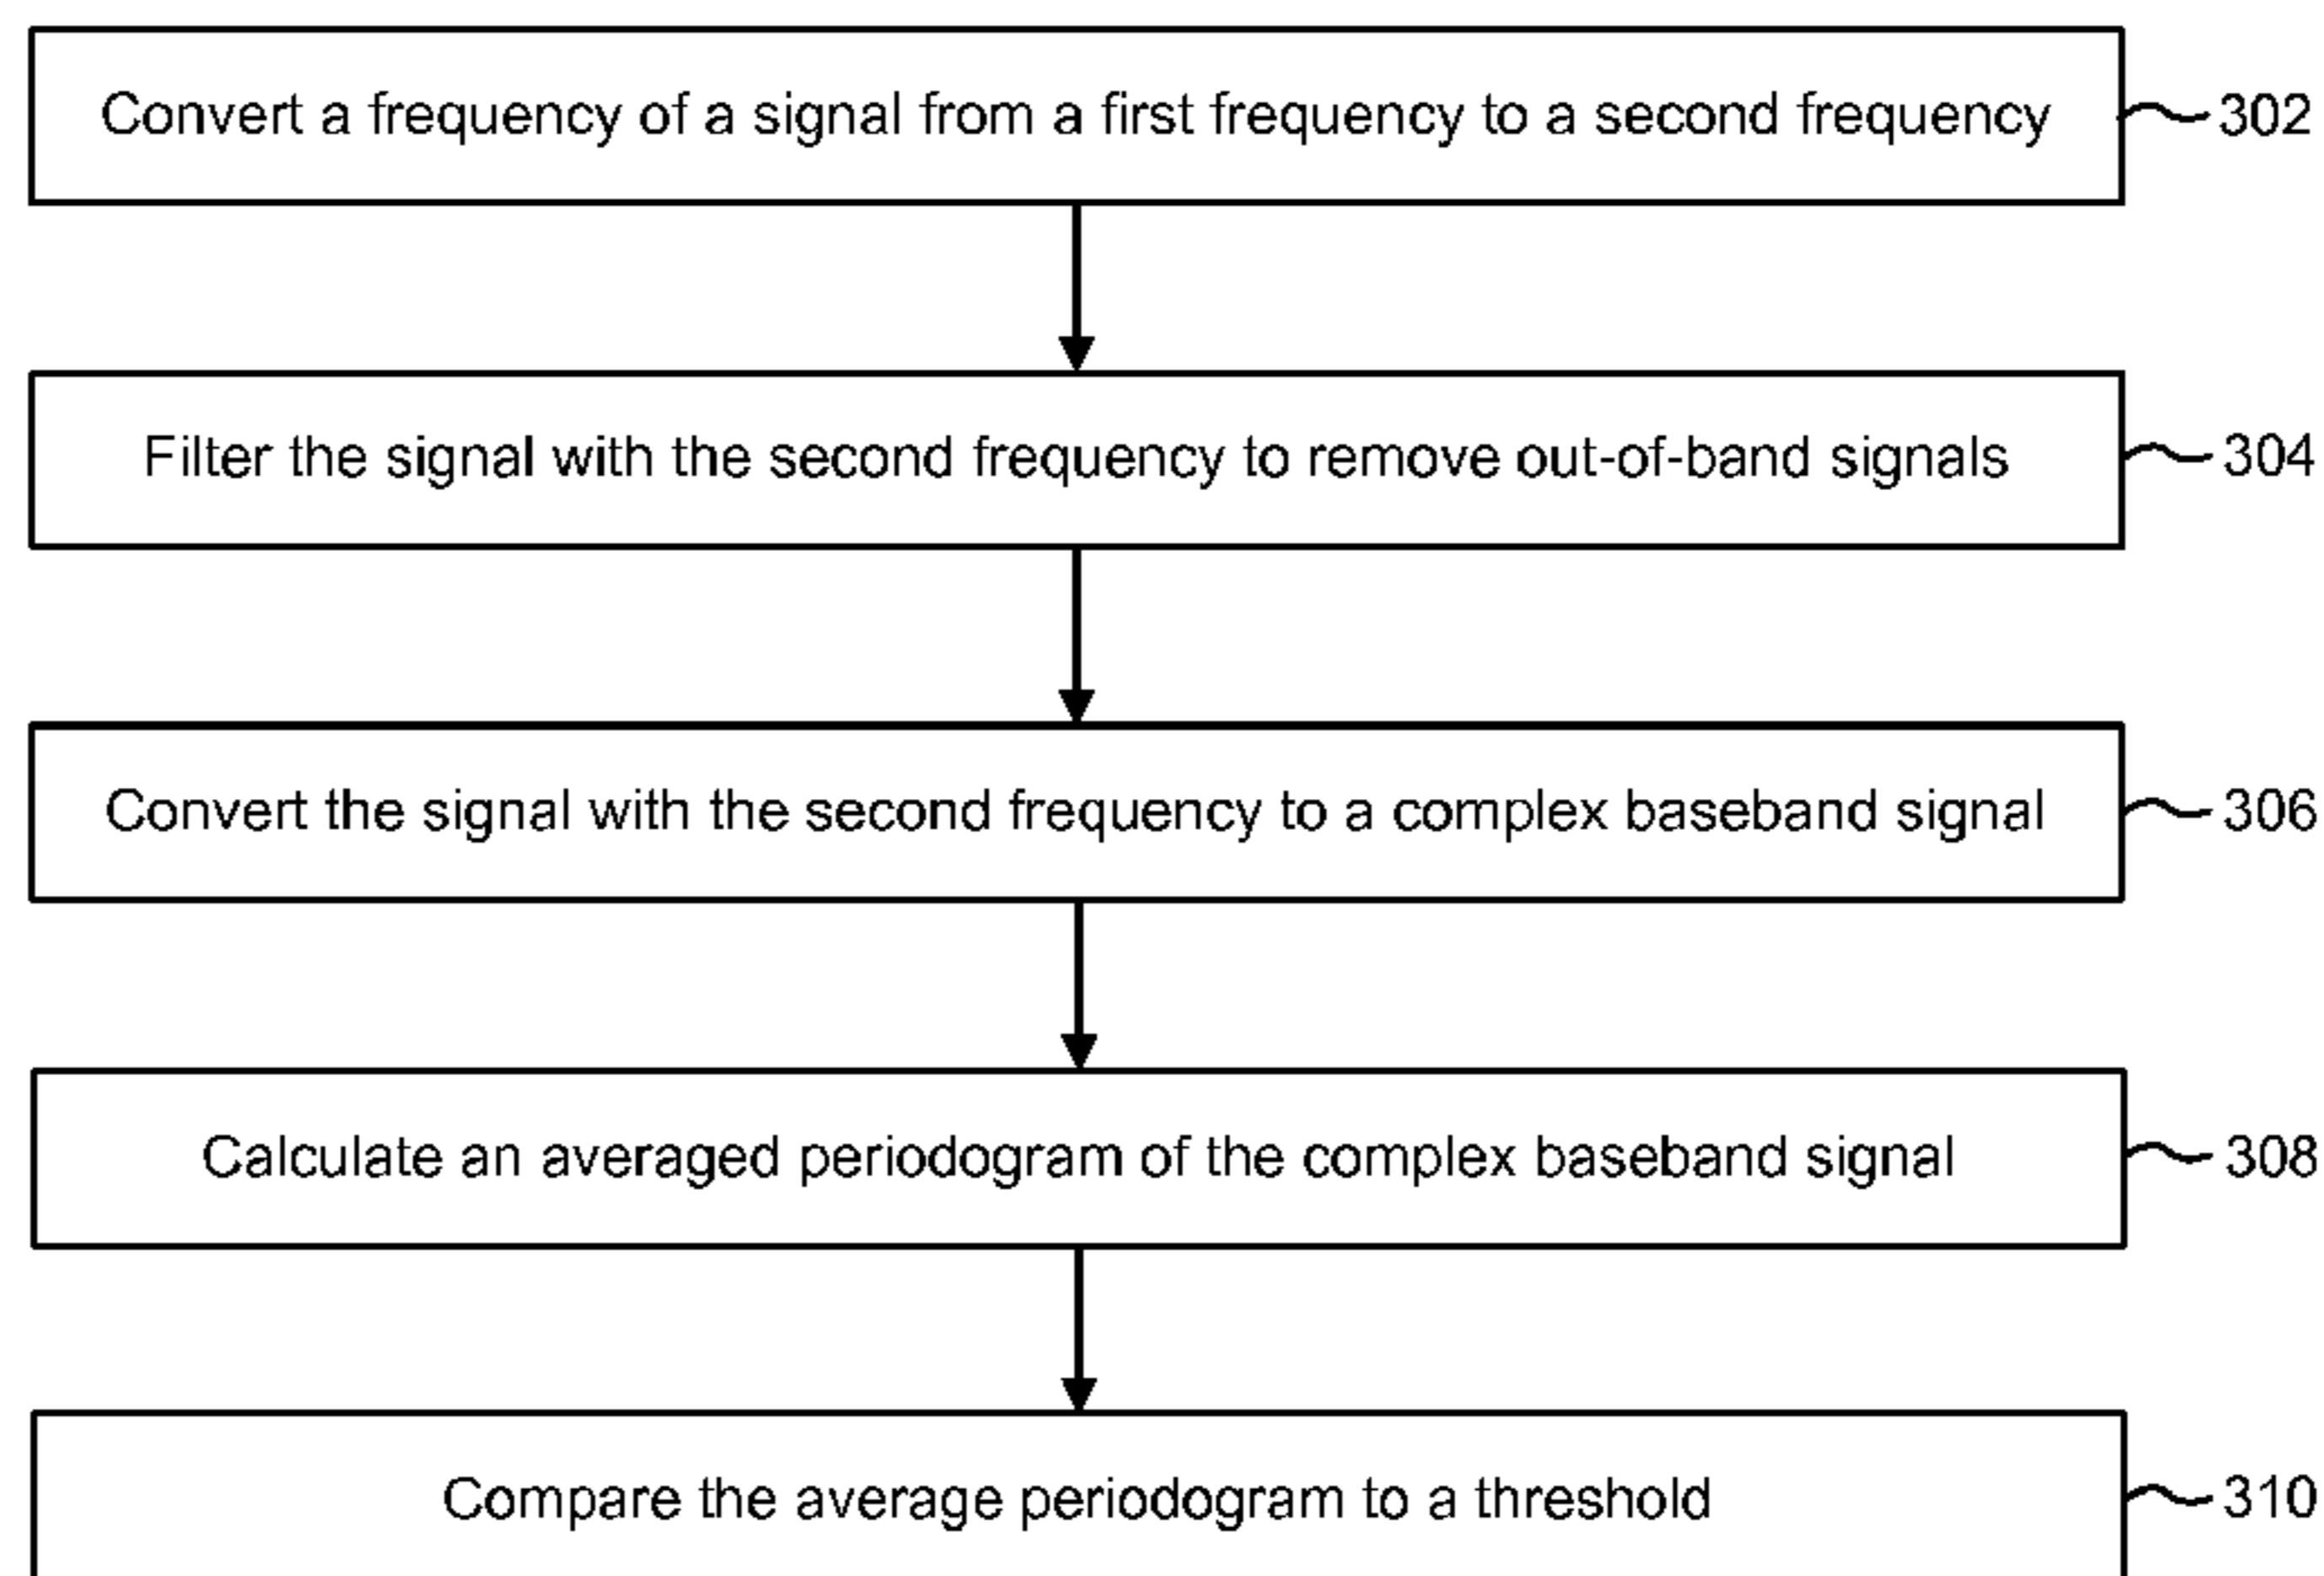 Convert a frequency of a signal from a first frequency to a second frequency 302
Filter the signal with the second frequency to remove out-of-band signals 304
Convert the signal with the second frequency to a complex baseband signal 306
Calculate an averaged periodogram of the complex baseband signal 308
Compare the average periodogram to a threshold 310